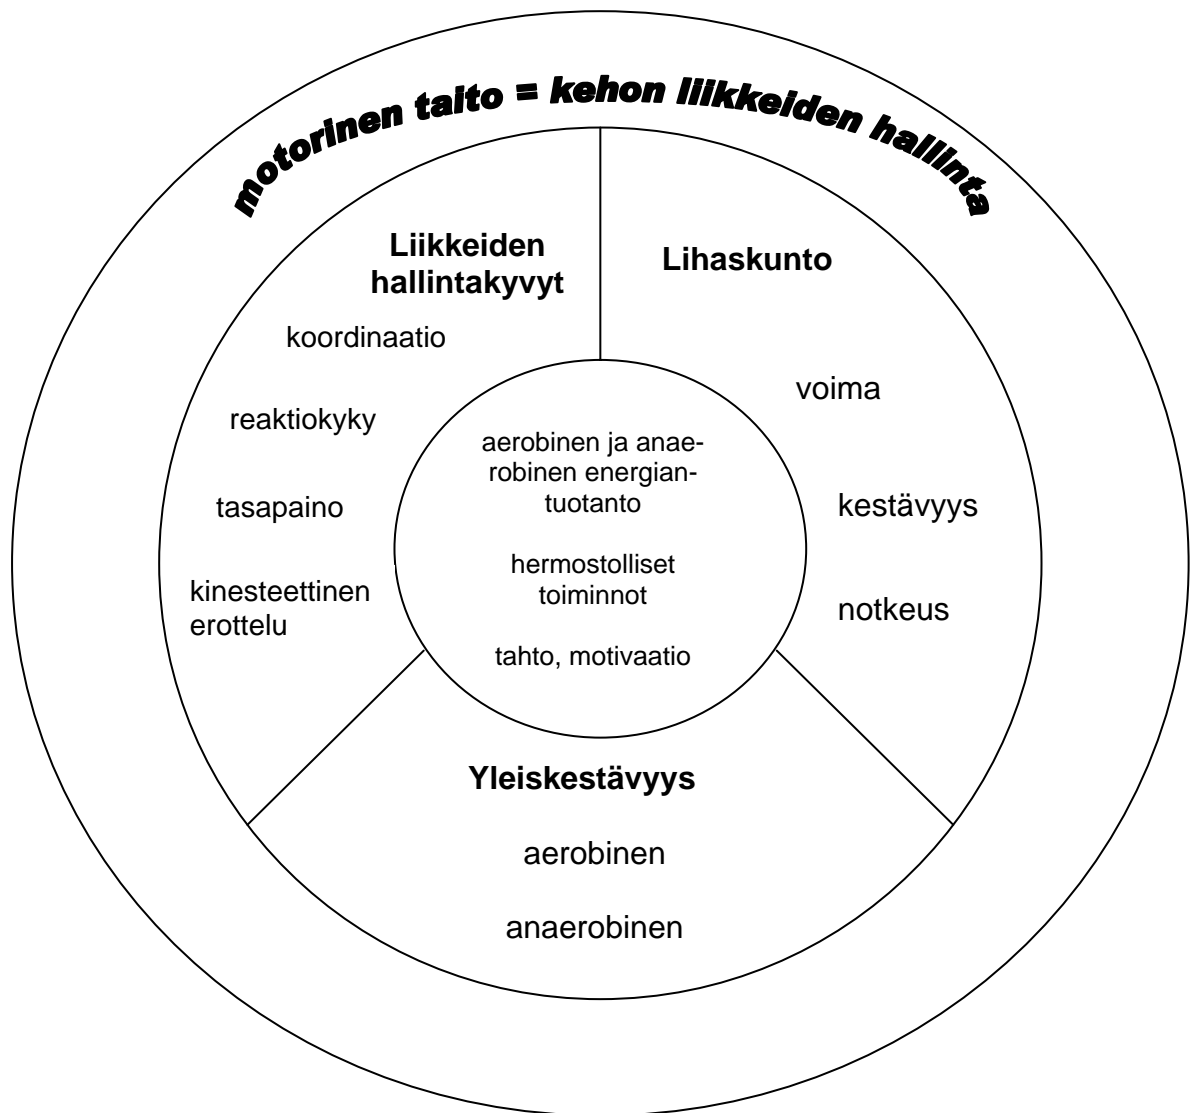 motorinen taito = kehon liikkeiden hallinta
Liikkeiden
hallintakyvyt
koordinaatio
reaktiokyky
tasapaino
kinesteettinen
erottelu
Lihaskunto
voima
kestävyys
notkeus
aerobinen ja anae-
robinen energian-
tuotanto
hermostolliset
toiminnot
tahto, motivaatio
Yleiskestävyys
aerobinen
anaerobinen